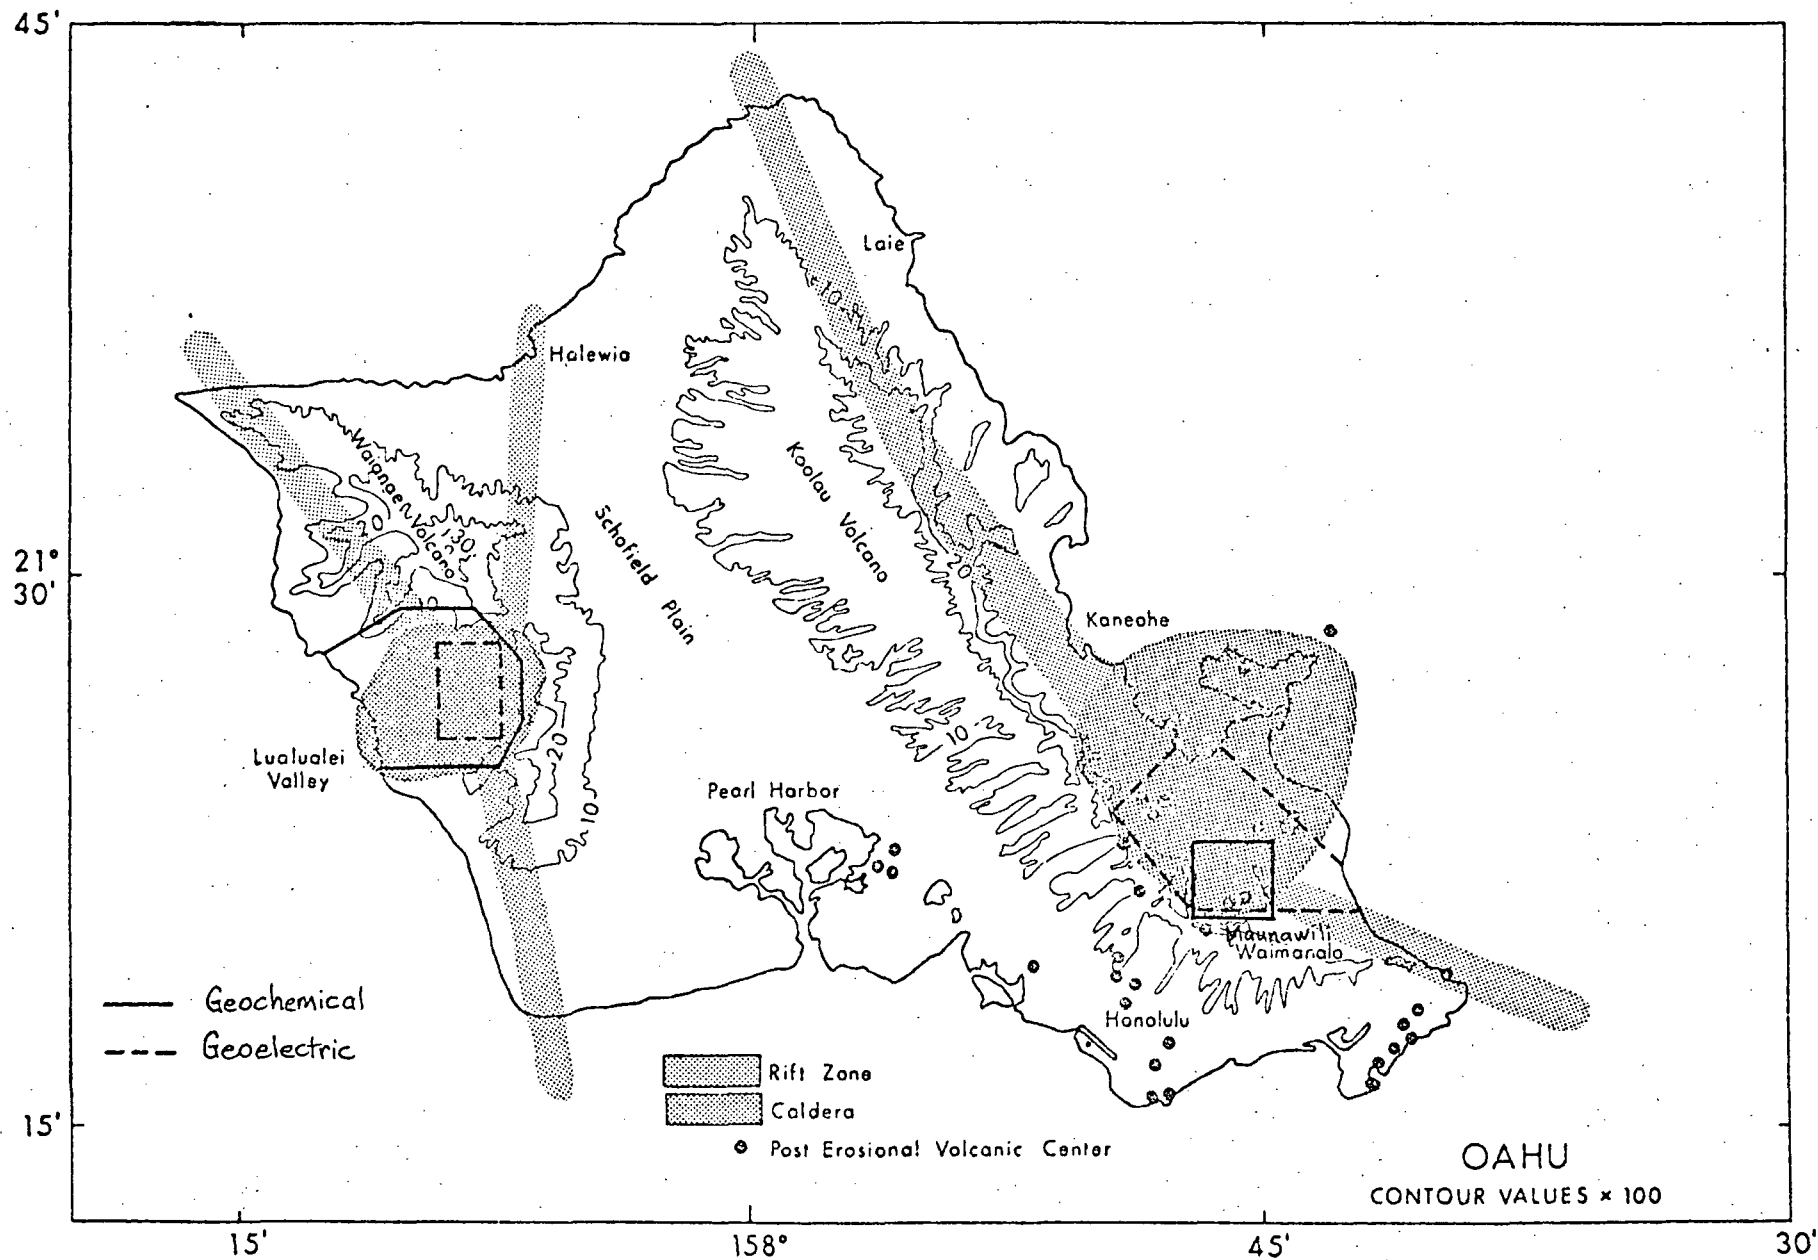 45'
Laie
10
Halewia
Waianae Volcano
30
Koolau Volcano
Schofield Plain
20
21°
30'
Kaneohe
Lualualei
Valley
20
10
10
Pearl Harbor
Maunawili
Waimanalo
Honolulu
Geochemical
Geoelectric
Rift Zone
Caldera
Post Erosional Volcanic Center
15'
OAHU
CONTOUR VALUES × 100
15'
158°
45'
30'